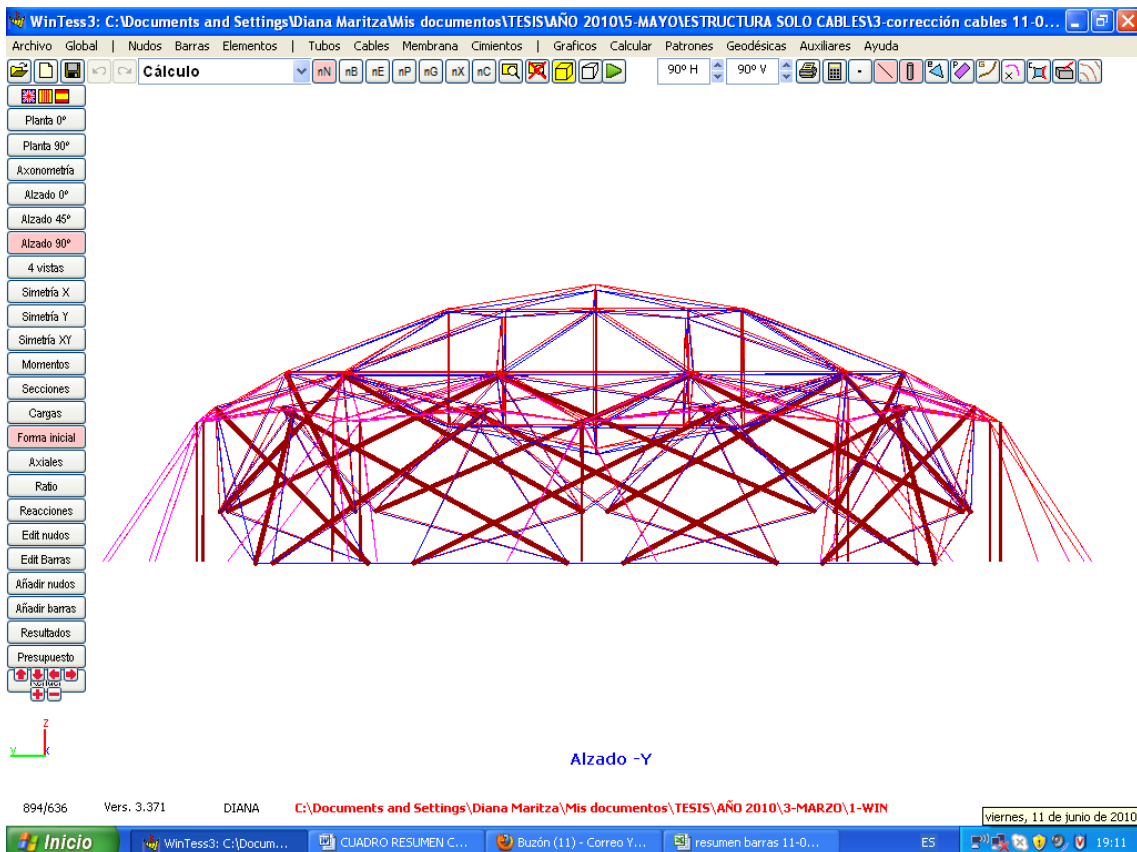 WinTess3: C:\Documents and Settings\Diana Maritza\Mis documentos\TESIS\AÑO 2010\5-MAYO\ESTRUCTURA SOLO CABLES\3-corrección cables 11-0...
Archivo Global | Nudos Barras Elementos | Tubos Cables Membrana Cimientos | Graficos Calcular Patrones Geodésicas Auxiliares Ayuda
Cálculo nN nB nE nP nG nX nC 90º H 90º V
Planta 0º
Planta 90º
Axonometría
Alzado 0º
Alzado 45º
Alzado 90º
4 vistas
Simetría X
Simetría Y
Simetría XY
Momentos
Secciones
Cargas
Forma inicial
Axiales
Ratio
Reacciones
Edit nudos
Edit Barras
Añadir nudos
Añadir barras
Resultados
Presupuesto
z
y x
Alzado -Y
894/636 Vers. 3.371 DIANA C:\Documents and Settings\Diana Maritza\Mis documentos\TESIS\AÑO 2010\3-MARZO\1-WIN
viernes, 11 de junio de 2010
Inicio WinTess3: C:\Docum... CUADRO RESUMEN C... Buzón (11) - Correo Y... resumen barras 11-0... ES 19:11